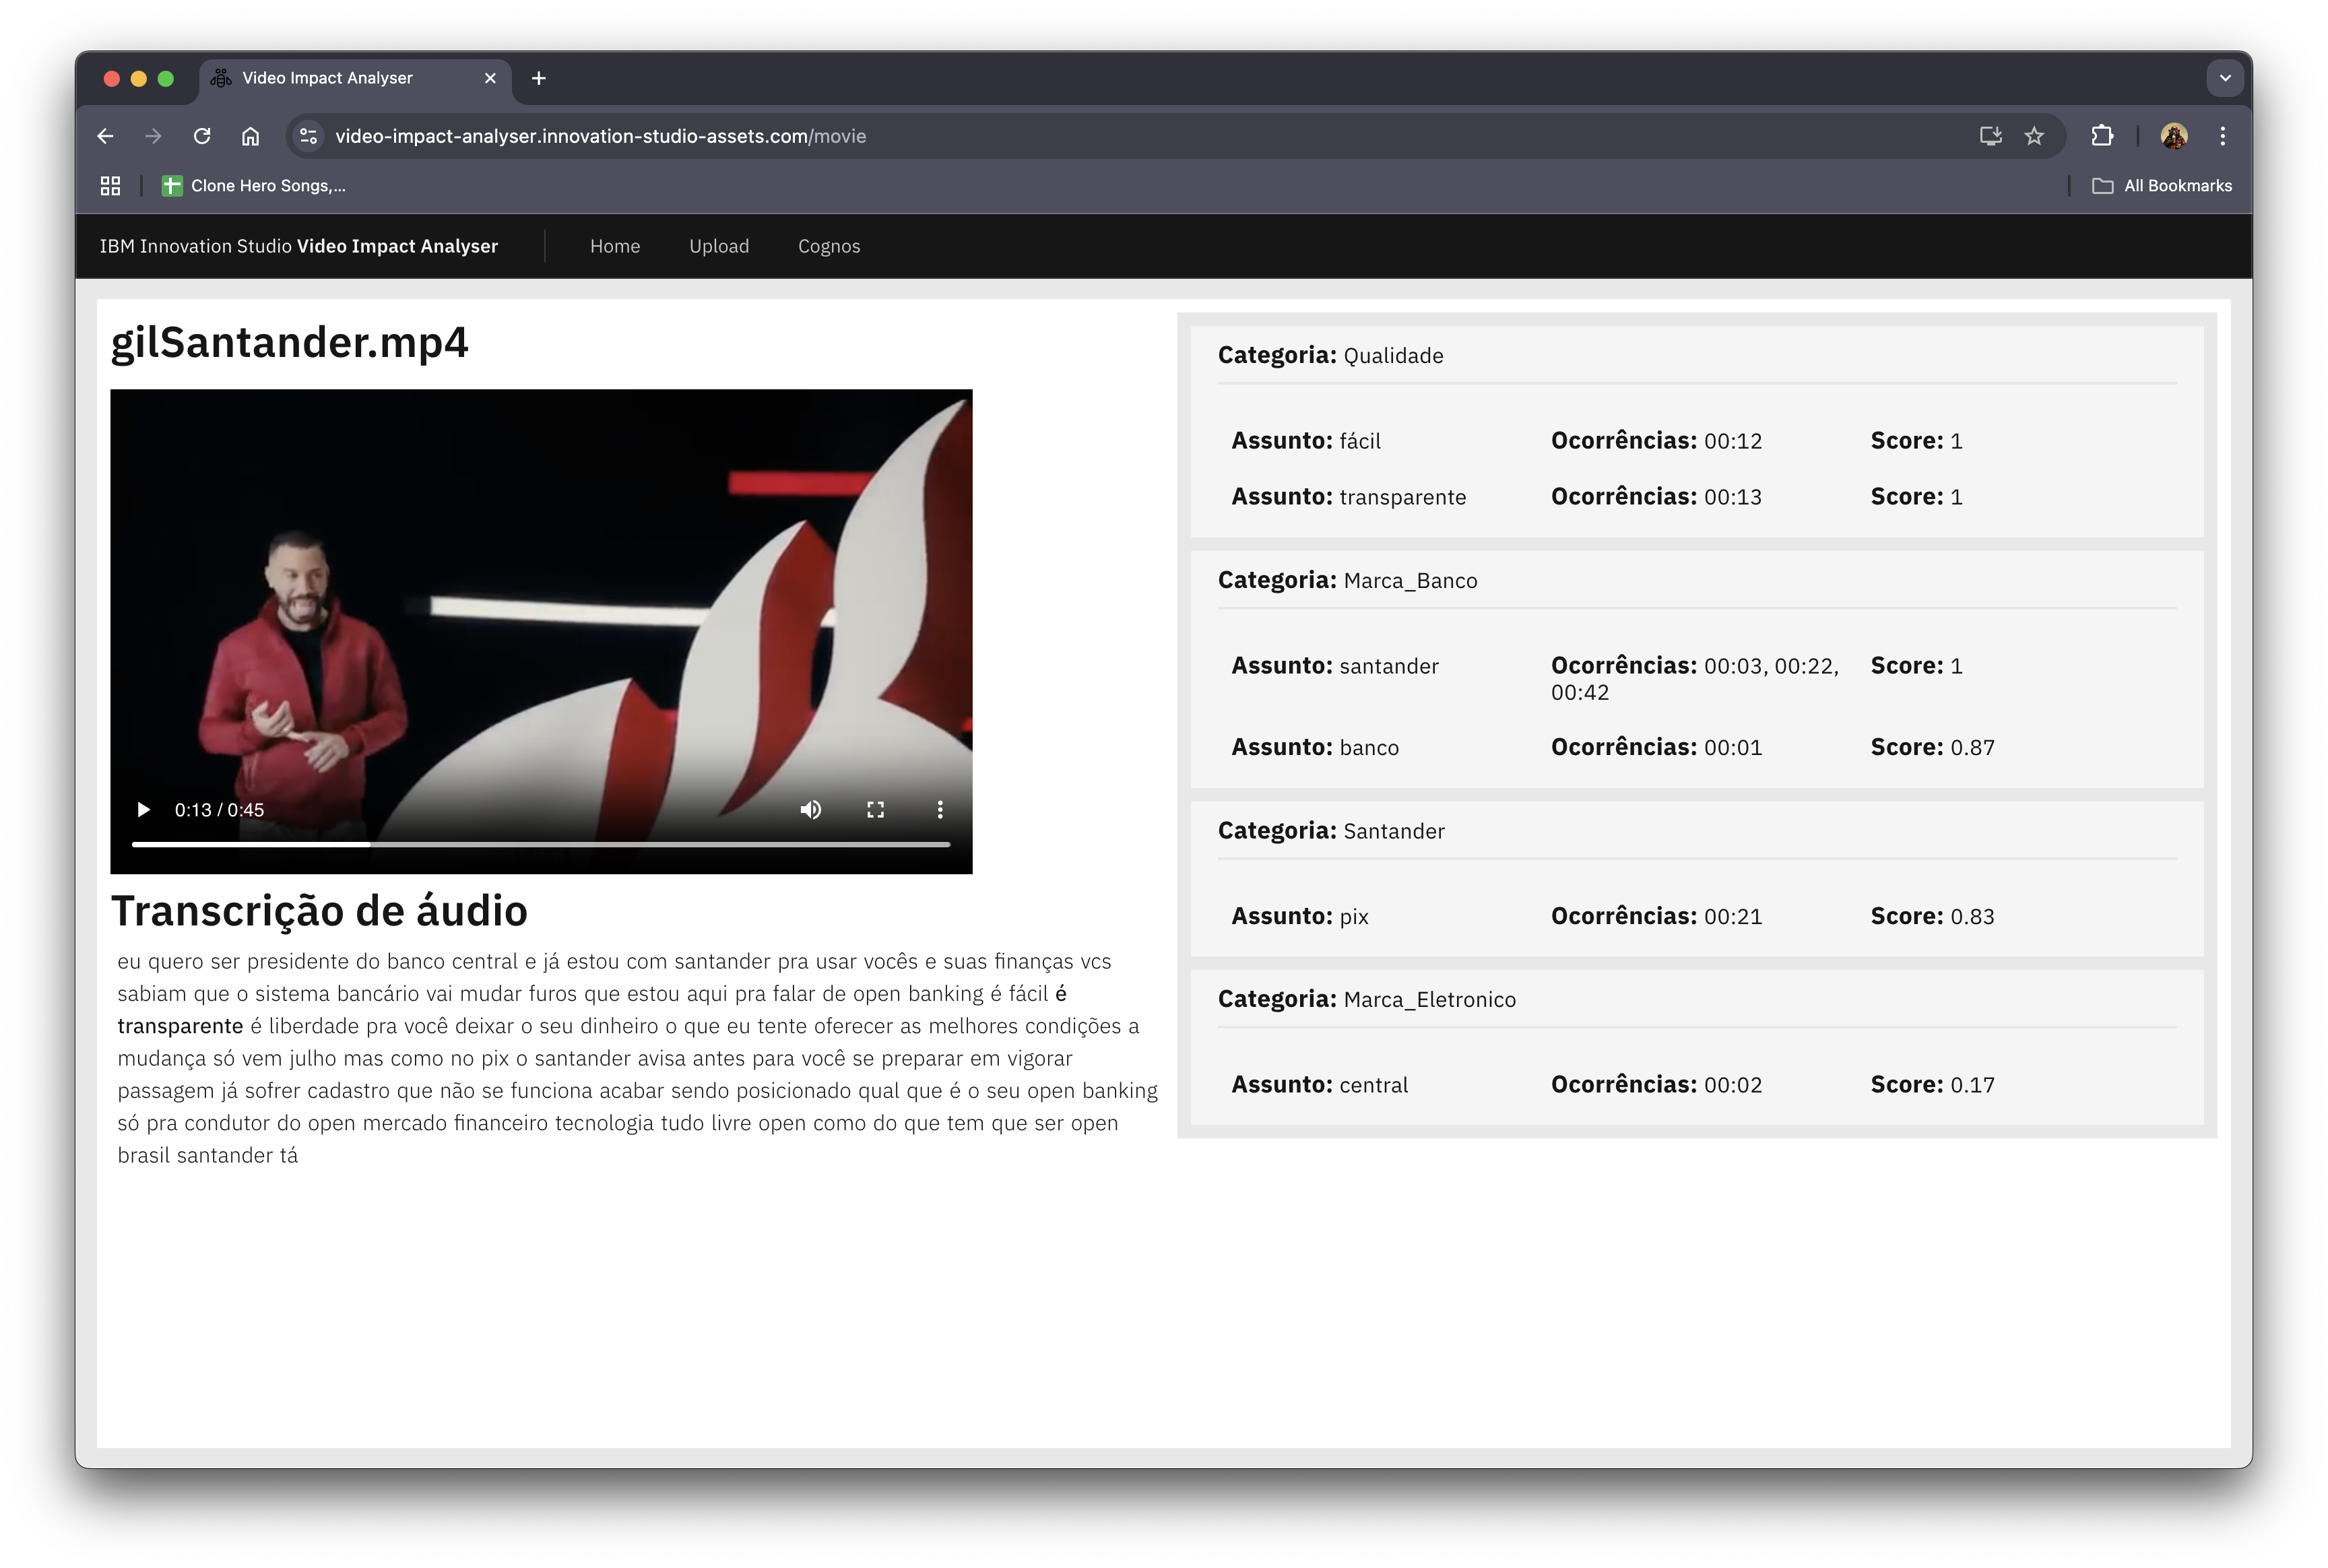 Video Impact Analyser
video-impact-analyser.innovation-studio-assets.com/movie
Clone Hero Songs,...
All Bookmarks
IBM Innovation Studio Video Impact Analyser
Home
Upload
Cognos
gilSantander.mp4
0:13 / 0:45
Transcrição de áudio
eu quero ser presidente do banco central e já estou com santander pra usar vocês e suas finanças vcs
sabiam que o sistema bancário vai mudar furos que estou aqui pra falar de open banking é fácil é
transparente é liberdade pra você deixar o seu dinheiro o que eu tente oferecer as melhores condições a
mudança só vem julho mas como no pix o santander avisa antes para você se preparar em vigorar
passagem já sofrer cadastro que não se funciona acabar sendo posicionado qual que é o seu open banking
só pra condutor do open mercado financeiro tecnologia tudo livre open como do que tem que ser open
brasil santander tá
Categoria: Qualidade
Assunto: fácil Ocorrências: 00:12 Score: 1
Assunto: transparente Ocorrências: 00:13 Score: 1
Categoria: Marca_Banco
Assunto: santander Ocorrências: 00:03, 00:22, Score: 1
00:42
Assunto: banco Ocorrências: 00:01 Score: 0.87
Categoria: Santander
Assunto: pix Ocorrências: 00:21 Score: 0.83
Categoria: Marca_Eletronico
Assunto: central Ocorrências: 00:02 Score: 0.17